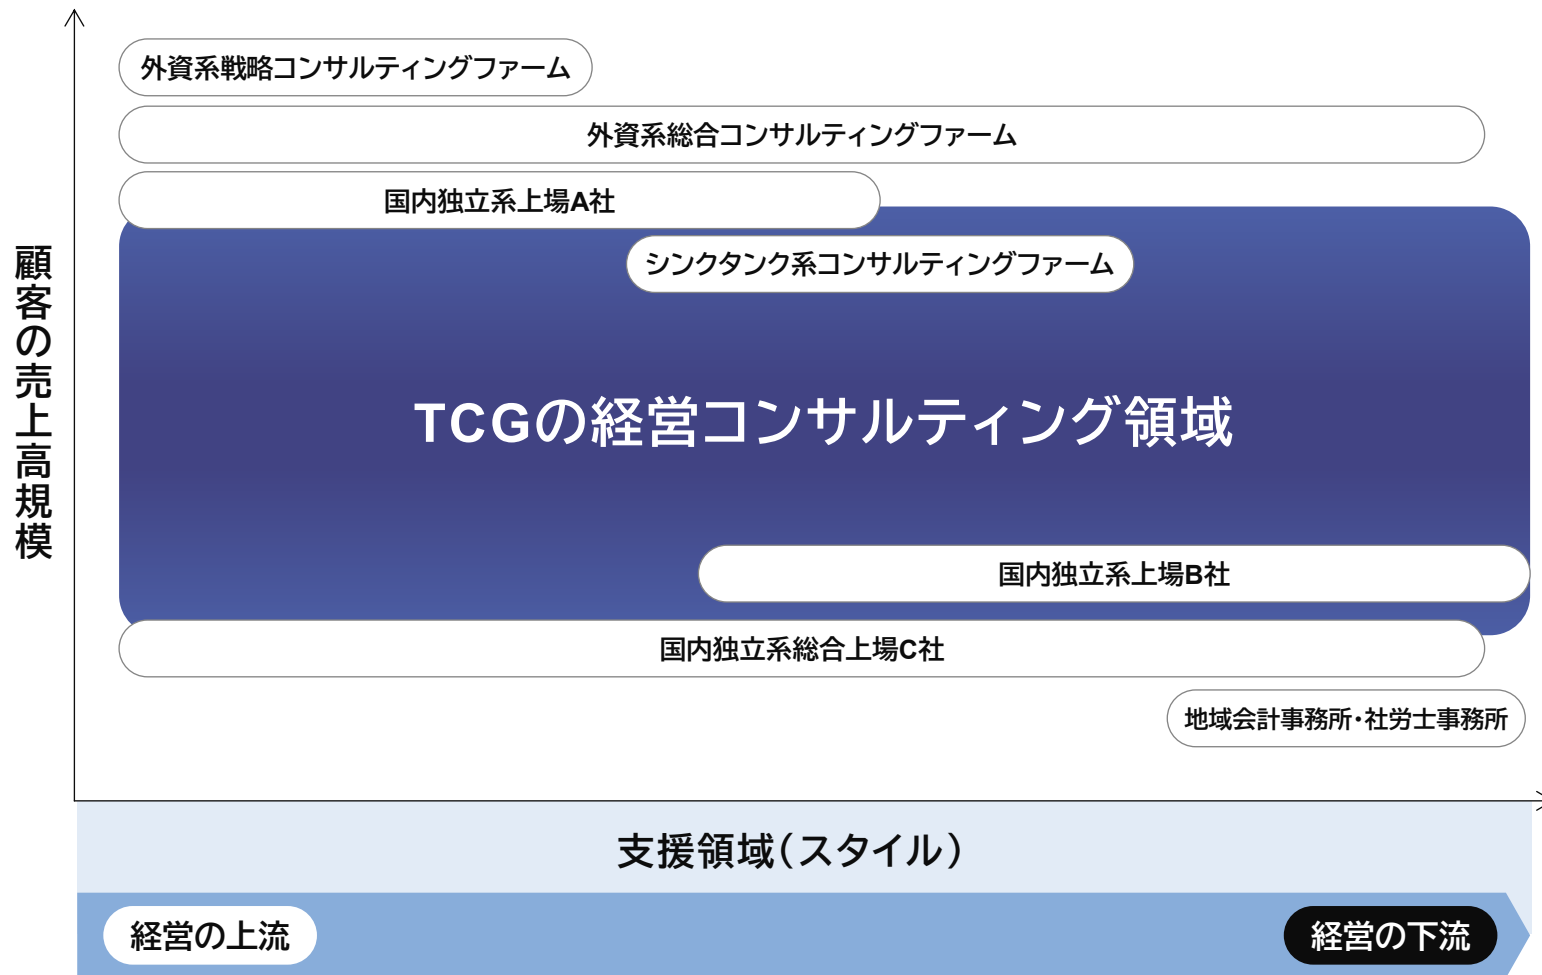 外資系戦略コンサルティングファーム
外資系総合コンサルティングファーム
国内独立系上場A社
シンクタンク系コンサルティングファーム
顧客の売上高規模
TCGの経営コンサルティング領域
国内独立系上場B社
国内独立系総合上場C社
地域会計事務所・社労士事務所
支援領域(スタイル)
経営の上流
経営の下流